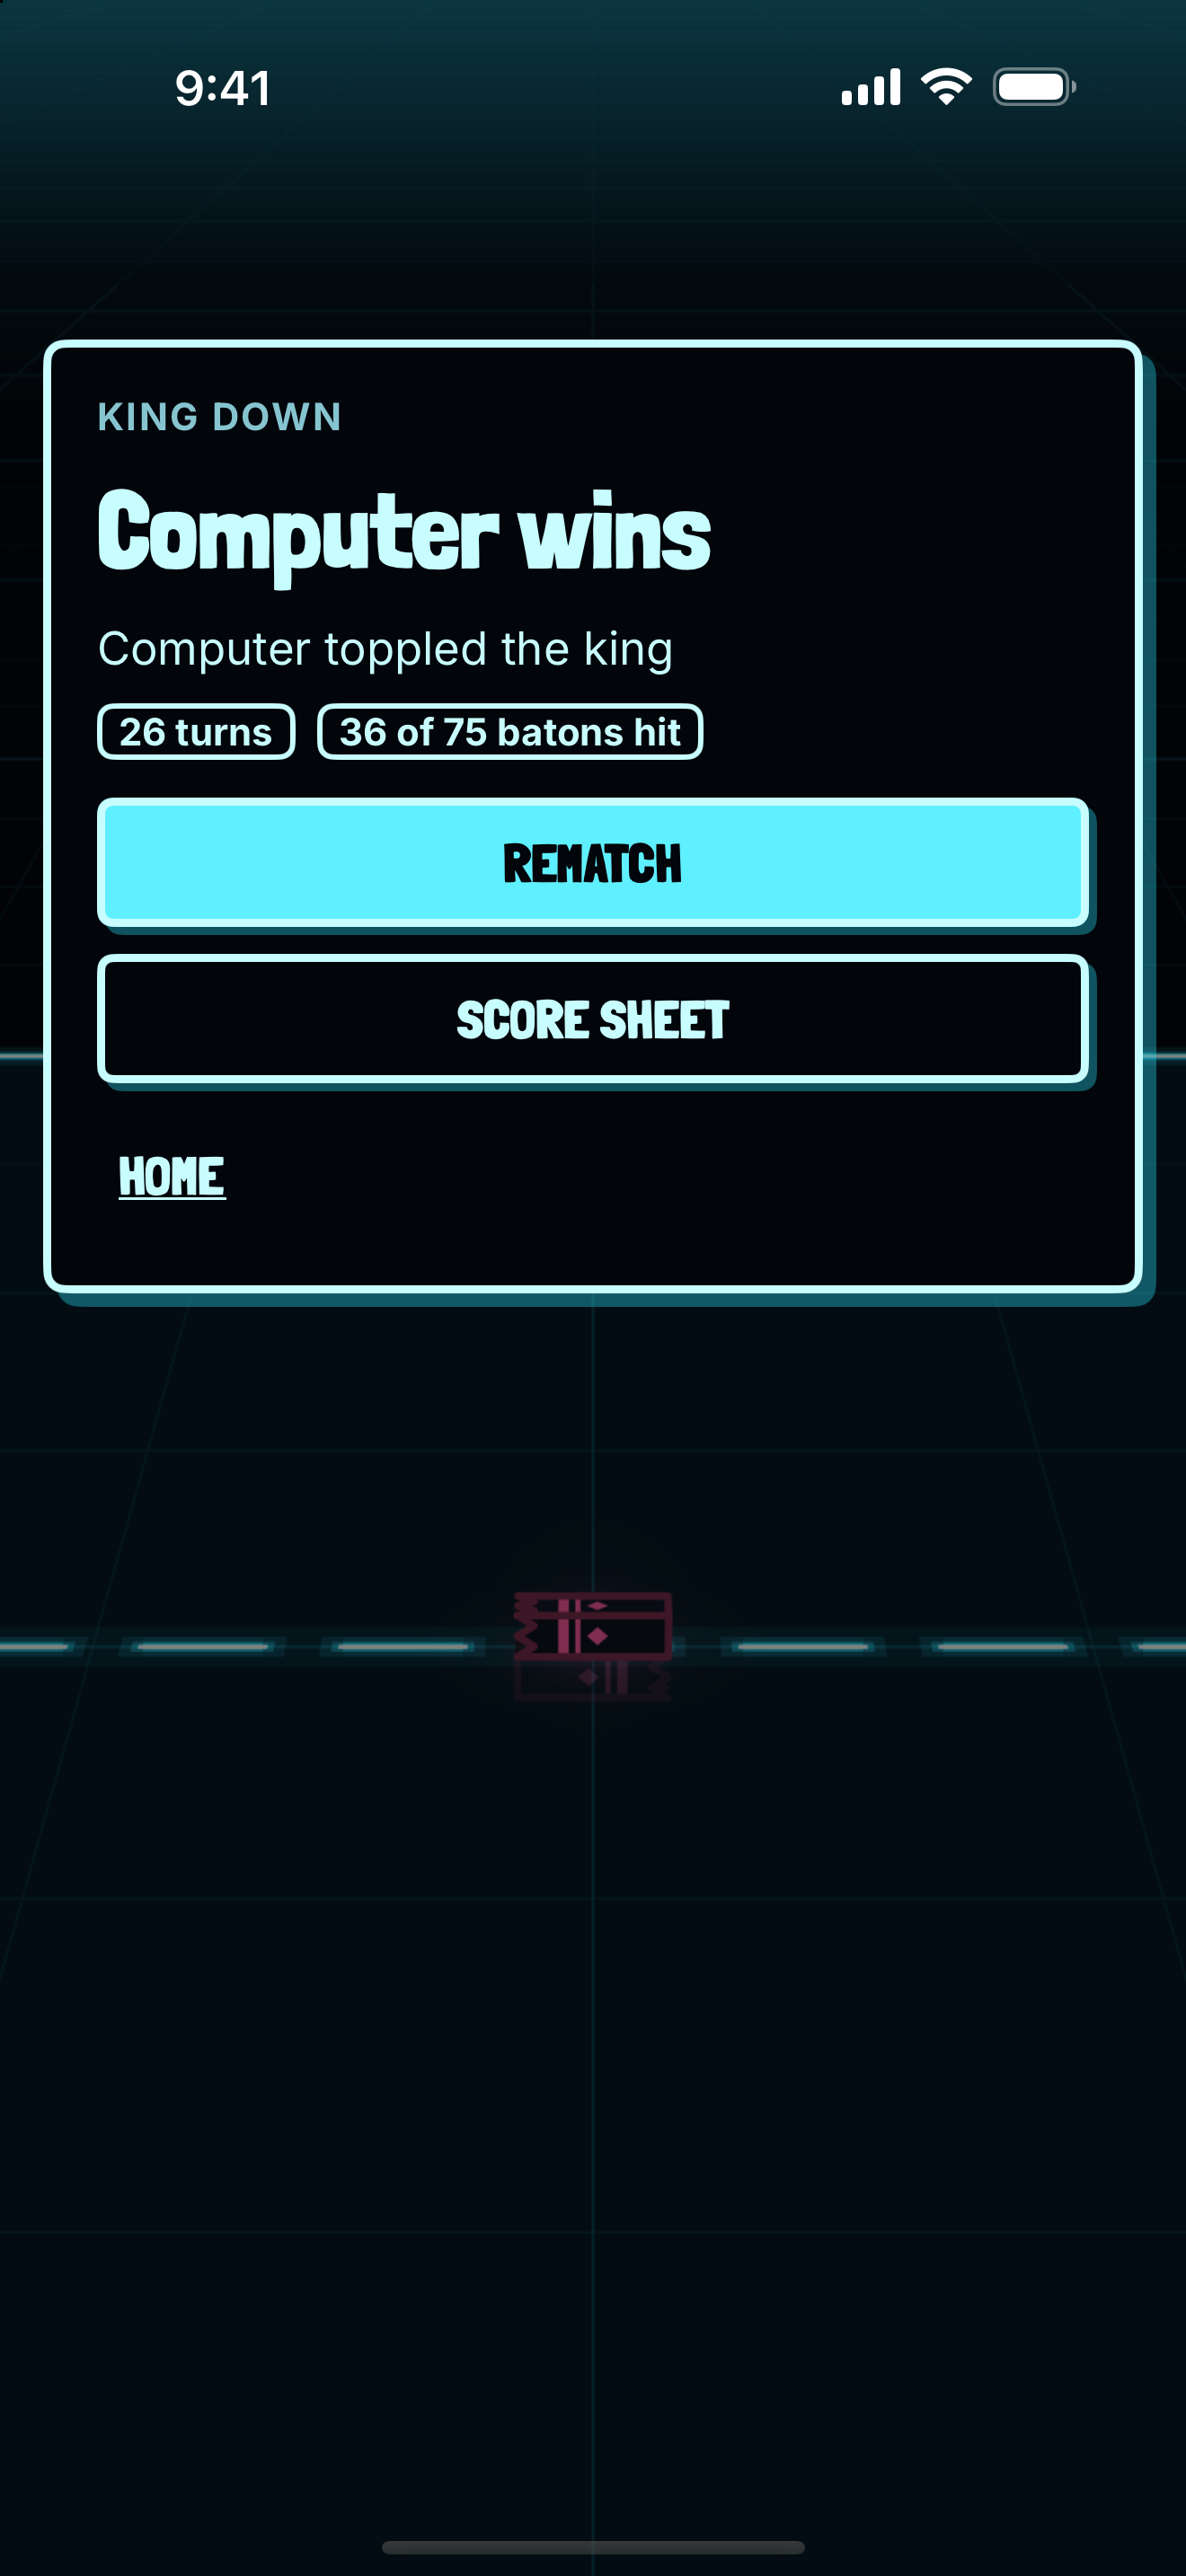 9:41
KING DOWN
Computer wins
Computer toppled the king
26 turns 36 of 75 batons hit
REMATCH
SCORE SHEET
HOME